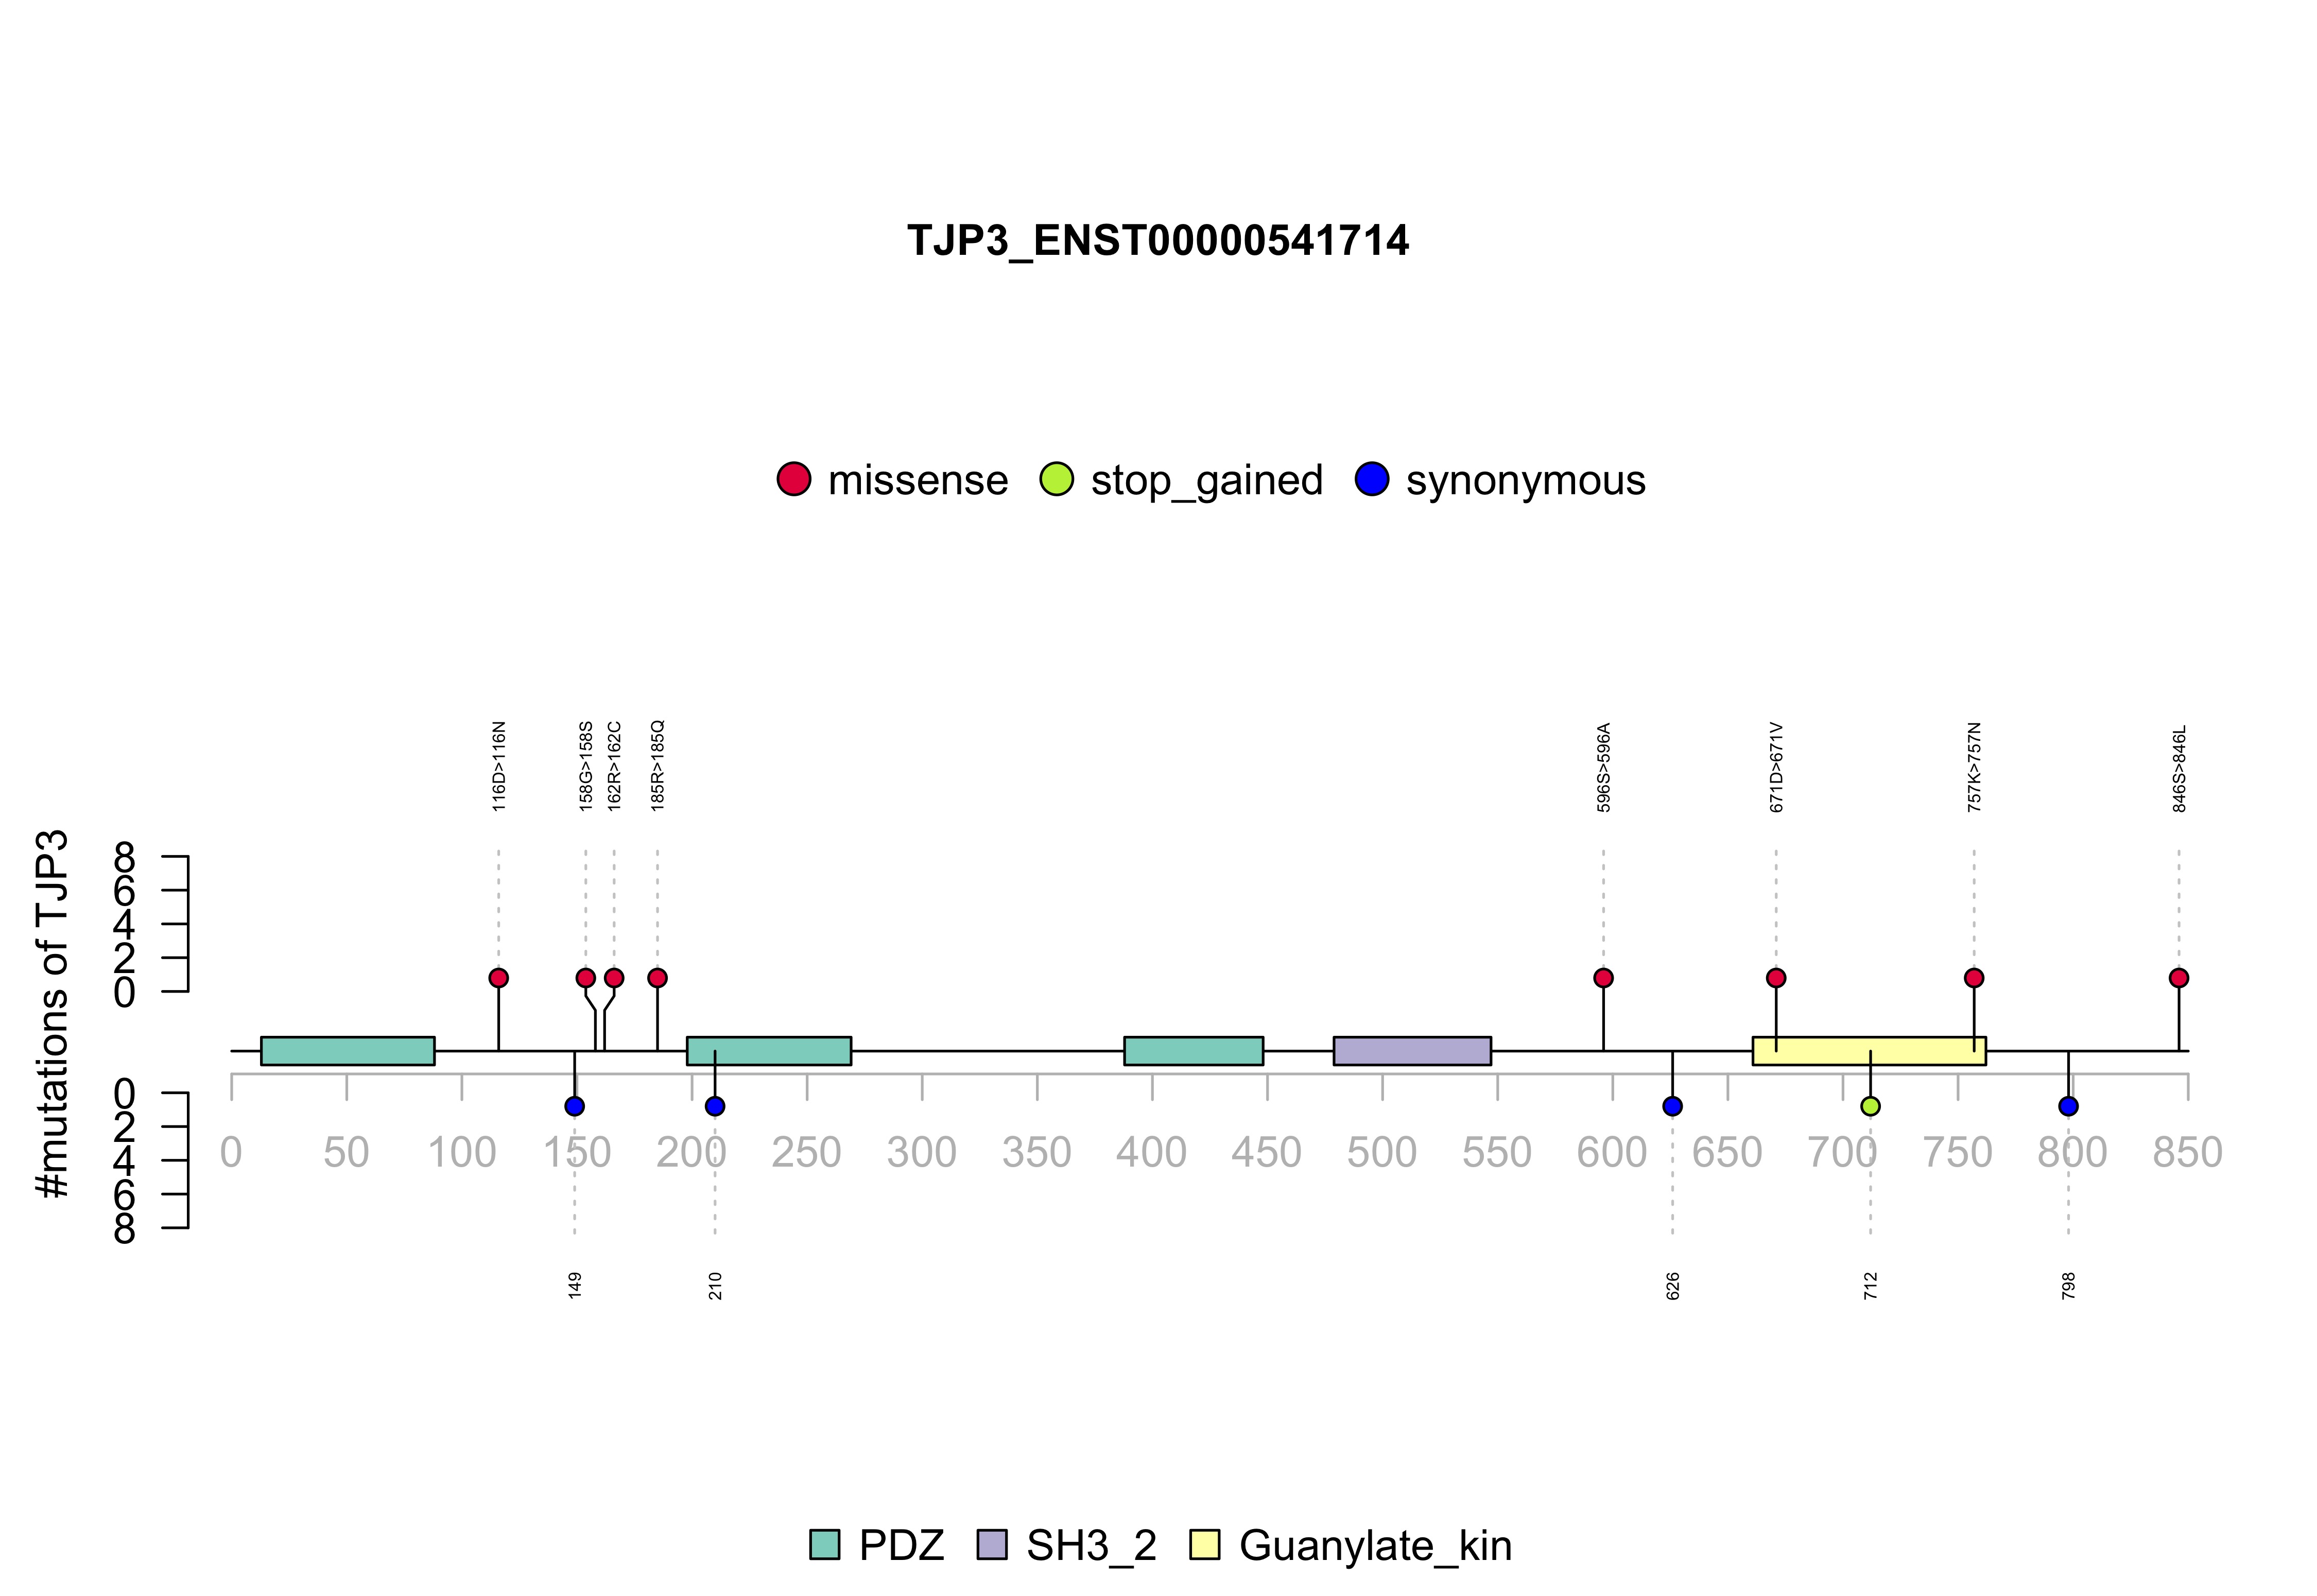 TJP3_ENST00000541714
missense stop_gained synonymous
116D>116N 158G>158S 162R>162C 185R>185Q 596S>596A 671D>671V 757K>757N 846S>846L
#mutations of TJP3
8
6
4
2
0
0
2
4
6
8
0 50 100 150 200 250 300 350 400 450 500 550 600 650 700 750 800 850
149 210 626 712 798
PDZ SH3_2 Guanylate_kin